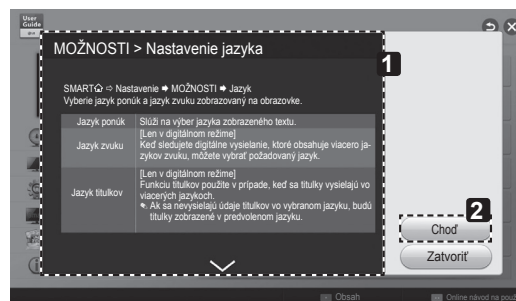 User
Guide
MOŽNOSTI > Nastavenie jazyka
1
SMART ⇨ Nastavenie ➡ MOŽNOSTI ➡ Jazyk
Vyberie jazyk ponúk a jazyk zvuku zobrazovaný na obrazovke.
Jazyk ponúk
Slúži na výber jazyka zobrazeného textu.
Jazyk zvuku
[Len v digitálnom režime]
Keď sledujete digitálne vysielanie, ktoré obsahuje viacero ja-
zykov zvuku, môžete vybrať požadovaný jazyk.
Jazyk titulkov
[Len v digitálnom režime]
Funkciu titulkov použite v prípade, keď sa titulky vysielajú vo
viacerých jazykoch.
Ak sa nevysielajú údaje titulkov vo vybranom jazyku, budú
titulky zobrazené v predvolenom jazyku.
2
Choď
Zatvoriť
Obsah
Online návod na použ